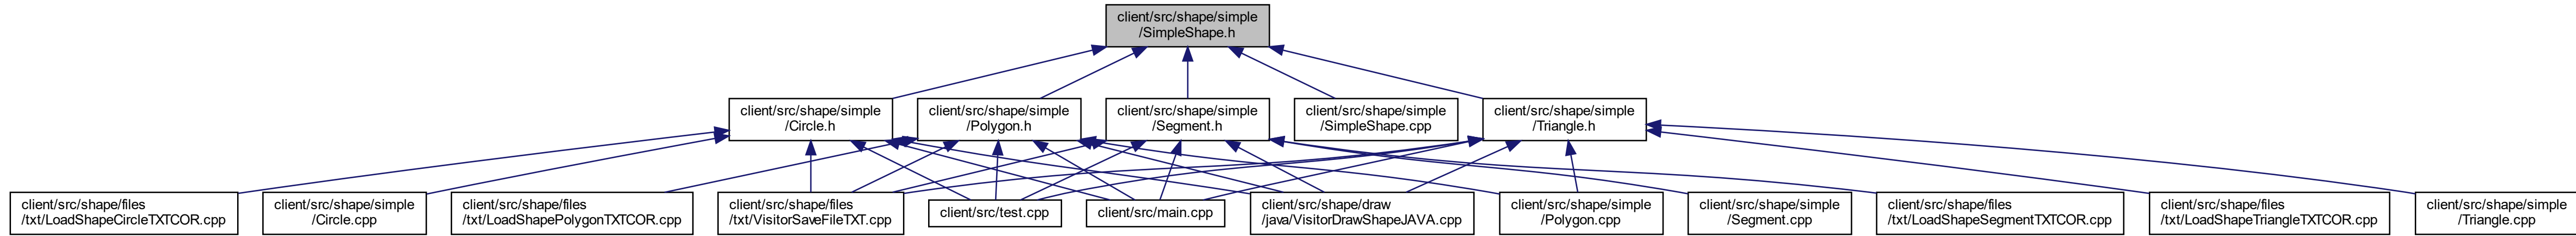 client/src/shape/simple
/SimpleShape.h
client/src/shape/simple
/Circle.h
client/src/shape/simple
/Polygon.h
client/src/shape/simple
/Segment.h
client/src/shape/simple
/SimpleShape.cpp
client/src/shape/simple
/Triangle.h
client/src/shape/files
/txt/LoadShapeCircleTXTCOR.cpp
client/src/shape/simple
/Circle.cpp
client/src/shape/files
/txt/LoadShapePolygonTXTCOR.cpp
client/src/shape/files
/txt/VisitorSaveFileTXT.cpp
client/src/test.cpp
client/src/main.cpp
client/src/shape/draw
/java/VisitorDrawShapeJAVA.cpp
client/src/shape/simple
/Polygon.cpp
client/src/shape/simple
/Segment.cpp
client/src/shape/files
/txt/LoadShapeSegmentTXTCOR.cpp
client/src/shape/files
/txt/LoadShapeTriangleTXTCOR.cpp
client/src/shape/simple
/Triangle.cpp